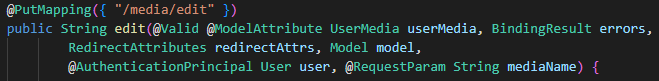 @PutMapping({ "/media/edit" })
public String edit(@Valid @ModelAttribute UserMedia userMedia, BindingResult errors,
RedirectAttributes redirectAttrs, Model model,
@AuthenticationPrincipal User user, @RequestParam String mediaName) {